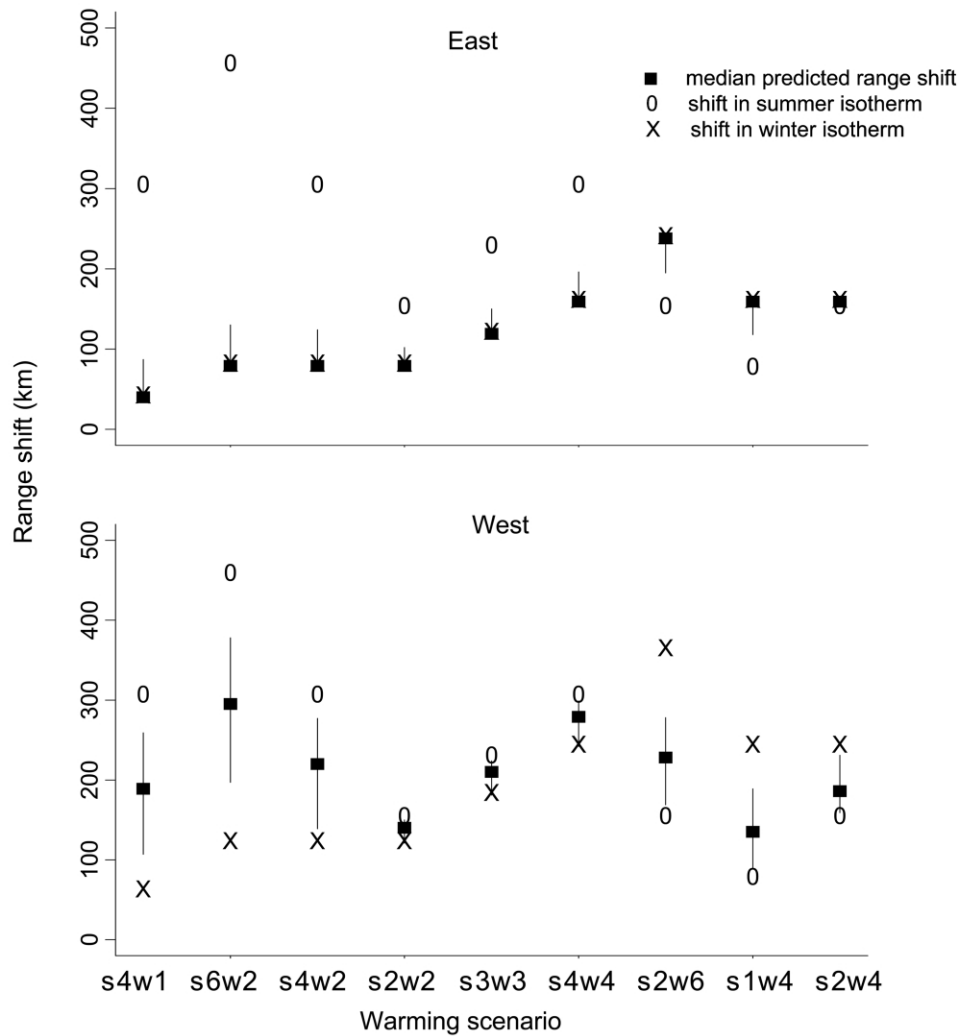 East
median predicted range shift
0 shift in summer isotherm
X shift in winter isotherm
500
400
300
200
100
0
Range shift (km)
West
500
400
300
200
100
0
s4w1 s6w2 s4w2 s2w2 s3w3 s4w4 s2w6 s1w4 s2w4
Warming scenario